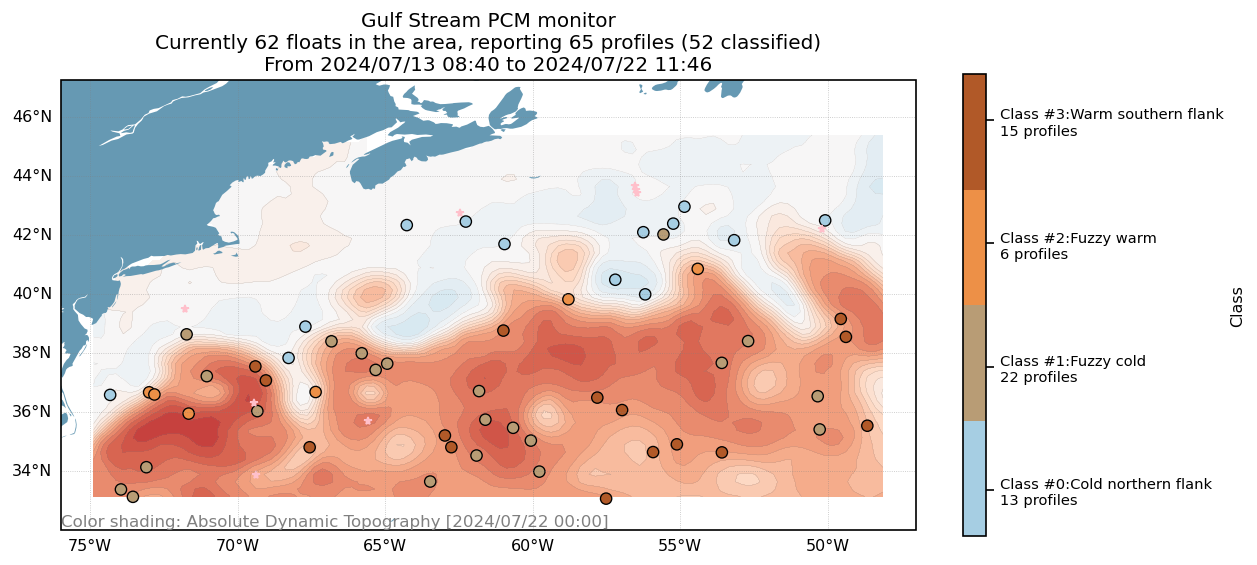 Gulf Stream PCM monitor
Currently 62 floats in the area, reporting 65 profiles (52 classified)
From 2024/07/13 08:40 to 2024/07/22 11:46
46°N
44°N
42°N
40°N
38°N
36°N
34°N
Color shading: Absolute Dynamic Topography [2024/07/22 00:00]
75°W
70°W
65°W
60°W
55°W
50°W
Class #3:Warm southern flank
15 profiles
Class #2:Fuzzy warm
6 profiles
Class #1:Fuzzy cold
22 profiles
Class #0:Cold northern flank
13 profiles
Class